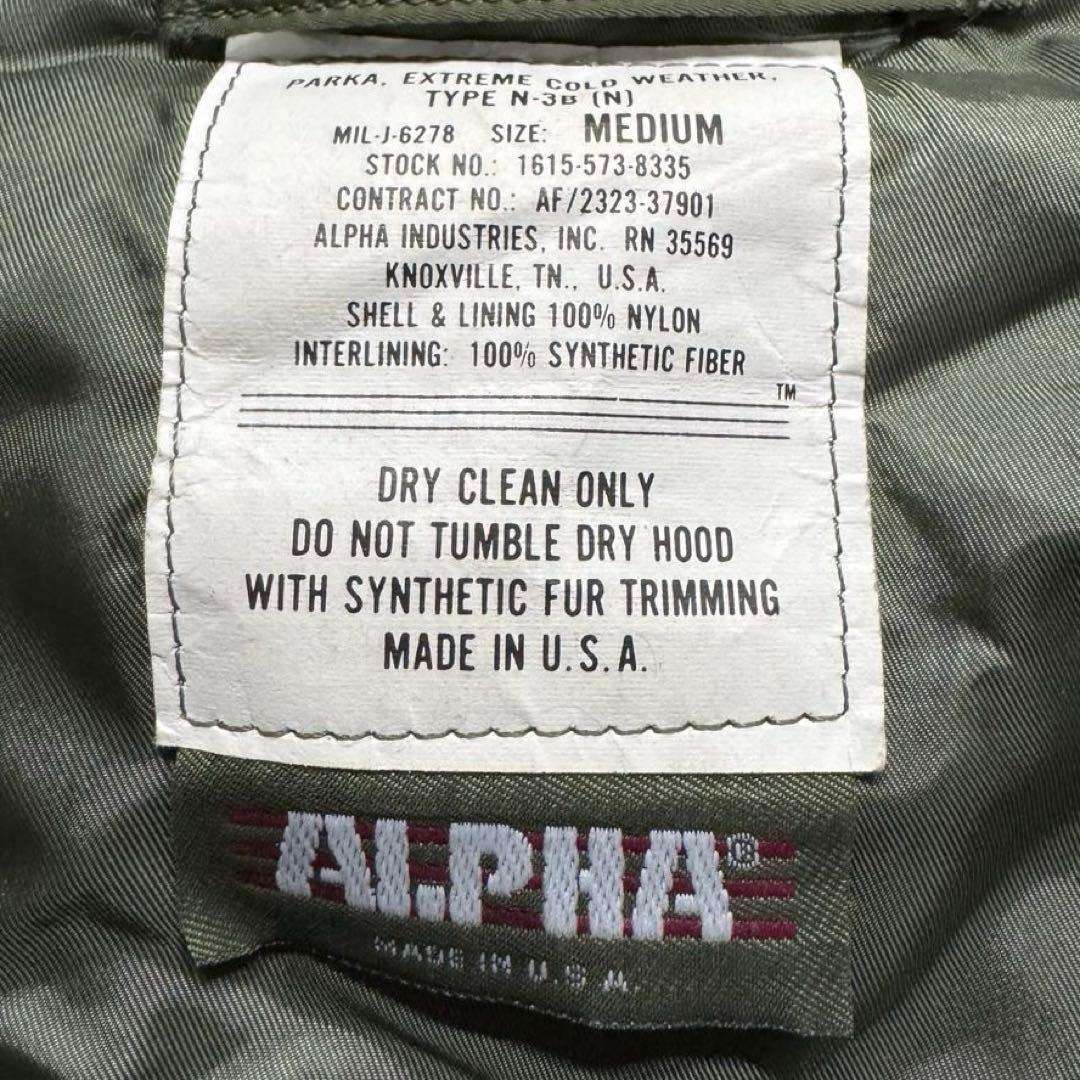 PARKA, EXTREME COLD WEATHER,
TYPE N-3B (N)
MIL-J-6278 SIZE: MEDIUM
STOCK NO.: 1615-573-8335
CONTRACT NO.: AF/2323-37901
ALPHA INDUSTRIES, INC. RN 35569
KNOXVILLE, TN., U.S.A.
SHELL & LINING 100% NYLON
INTERLINING: 100% SYNTHETIC FIBER
TM
DRY CLEAN ONLY
DO NOT TUMBLE DRY HOOD
WITH SYNTHETIC FUR TRIMMING
MADE IN U.S.A.
ALPHA®
MADE IN U.S.A.